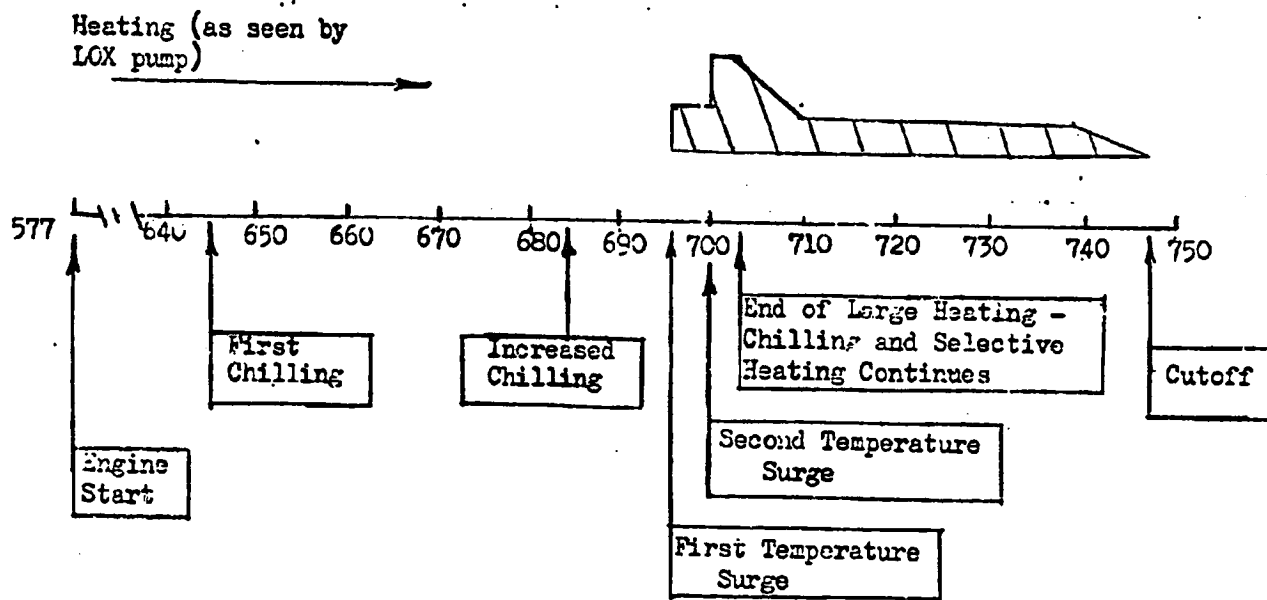 Heating (as seen by
LOX pump)
577
640
650
660
670
680
690
700
710
720
730
740
750
First
Chilling
Increased
Chilling
End of Large Heating -
Chilling and Selective
Heating Continues
Cutoff
Engine
Start
Second Temperature
Surge
First Temperature
Surge